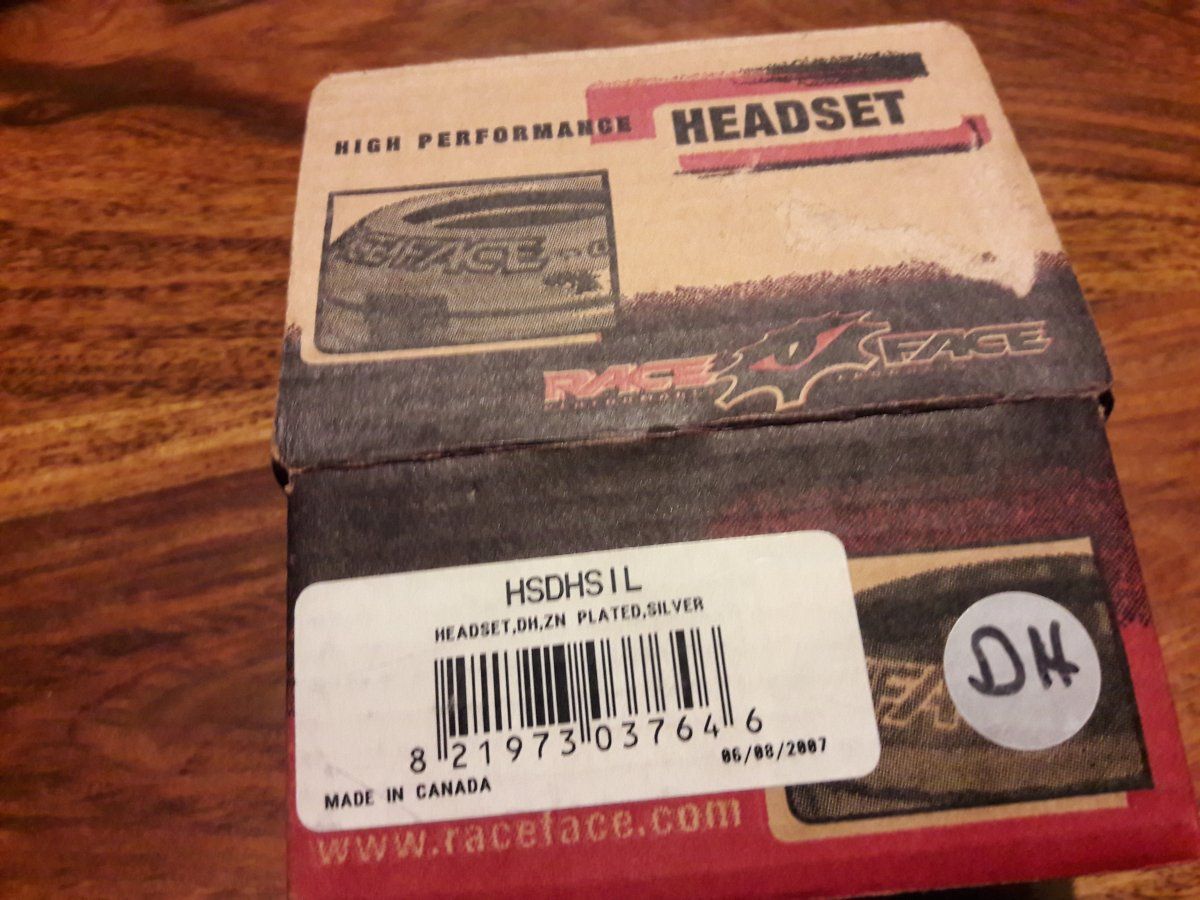 HIGH PERFORMANCE HEADSET
RACE FACE
HSDHSIL
HEADSET,DH,ZN PLATED,SILVER
8 21973 03764 6
06/08/2007
MADE IN CANADA
DH
www.raceface.com